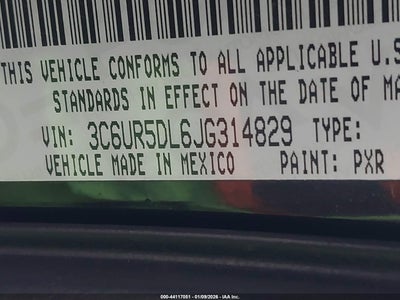 THIS VEHICLE CONFORMS TO ALL APPLICABLE U.S
STANDARDS IN EFFECT ON THE DATE OF MA
VIN: 3C6UR5DL6JG314829 TYPE:
VEHICLE MADE IN MEXICO PAINT: PXR
000-44117051 - 01/09/2026 - IAA Inc.